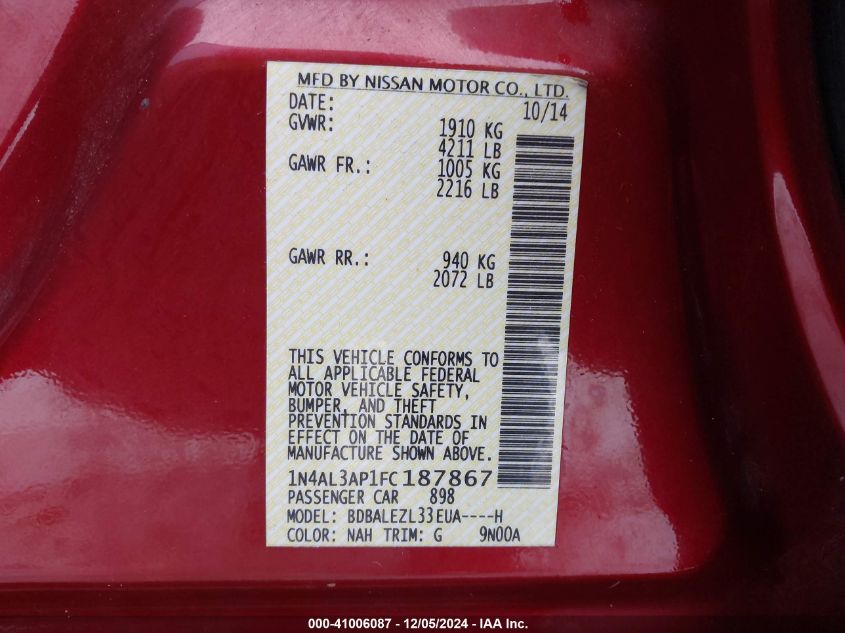 MFD BY NISSAN MOTOR CO., LTD.
DATE: 10/14
GVWR: 1910 KG
4211 LB
GAWR FR.: 1005 KG
2216 LB
GAWR RR.: 940 KG
2072 LB
THIS VEHICLE CONFORMS TO
ALL APPLICABLE FEDERAL
MOTOR VEHICLE SAFETY,
BUMPER, AND THEFT
PREVENTION STANDARDS IN
EFFECT ON THE DATE OF
MANUFACTURE SHOWN ABOVE.
1N4AL3AP1FC187867
PASSENGER CAR 898
MODEL: BDBALEZL33EUA----H
COLOR: NAH TRIM: G 9N00A
000-41006087 - 12/05/2024 - IAA Inc.